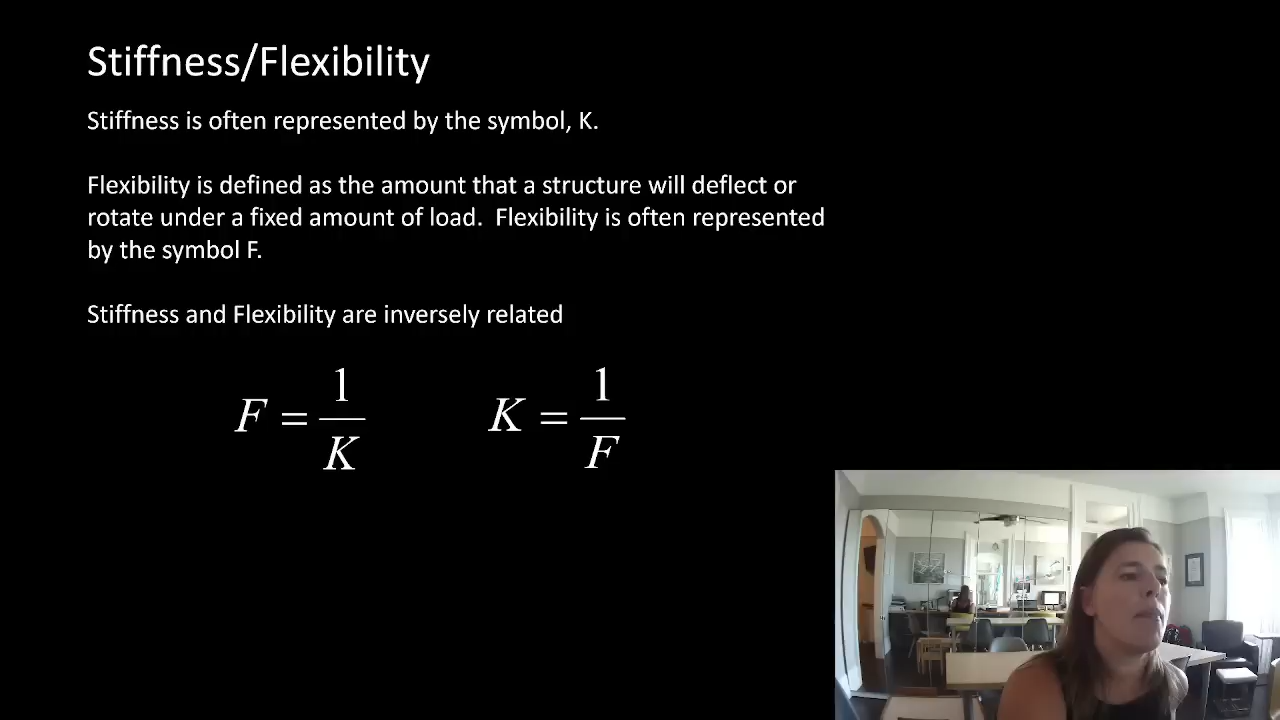 Stiffness/Flexibility
Stiffness is often represented by the symbol, K.
Flexibility is defined as the amount that a structure will deflect or
rotate under a fixed amount of load.  Flexibility is often represented
by the symbol F.
Stiffness and Flexibility are inversely related
F = 1/K    K = 1/F